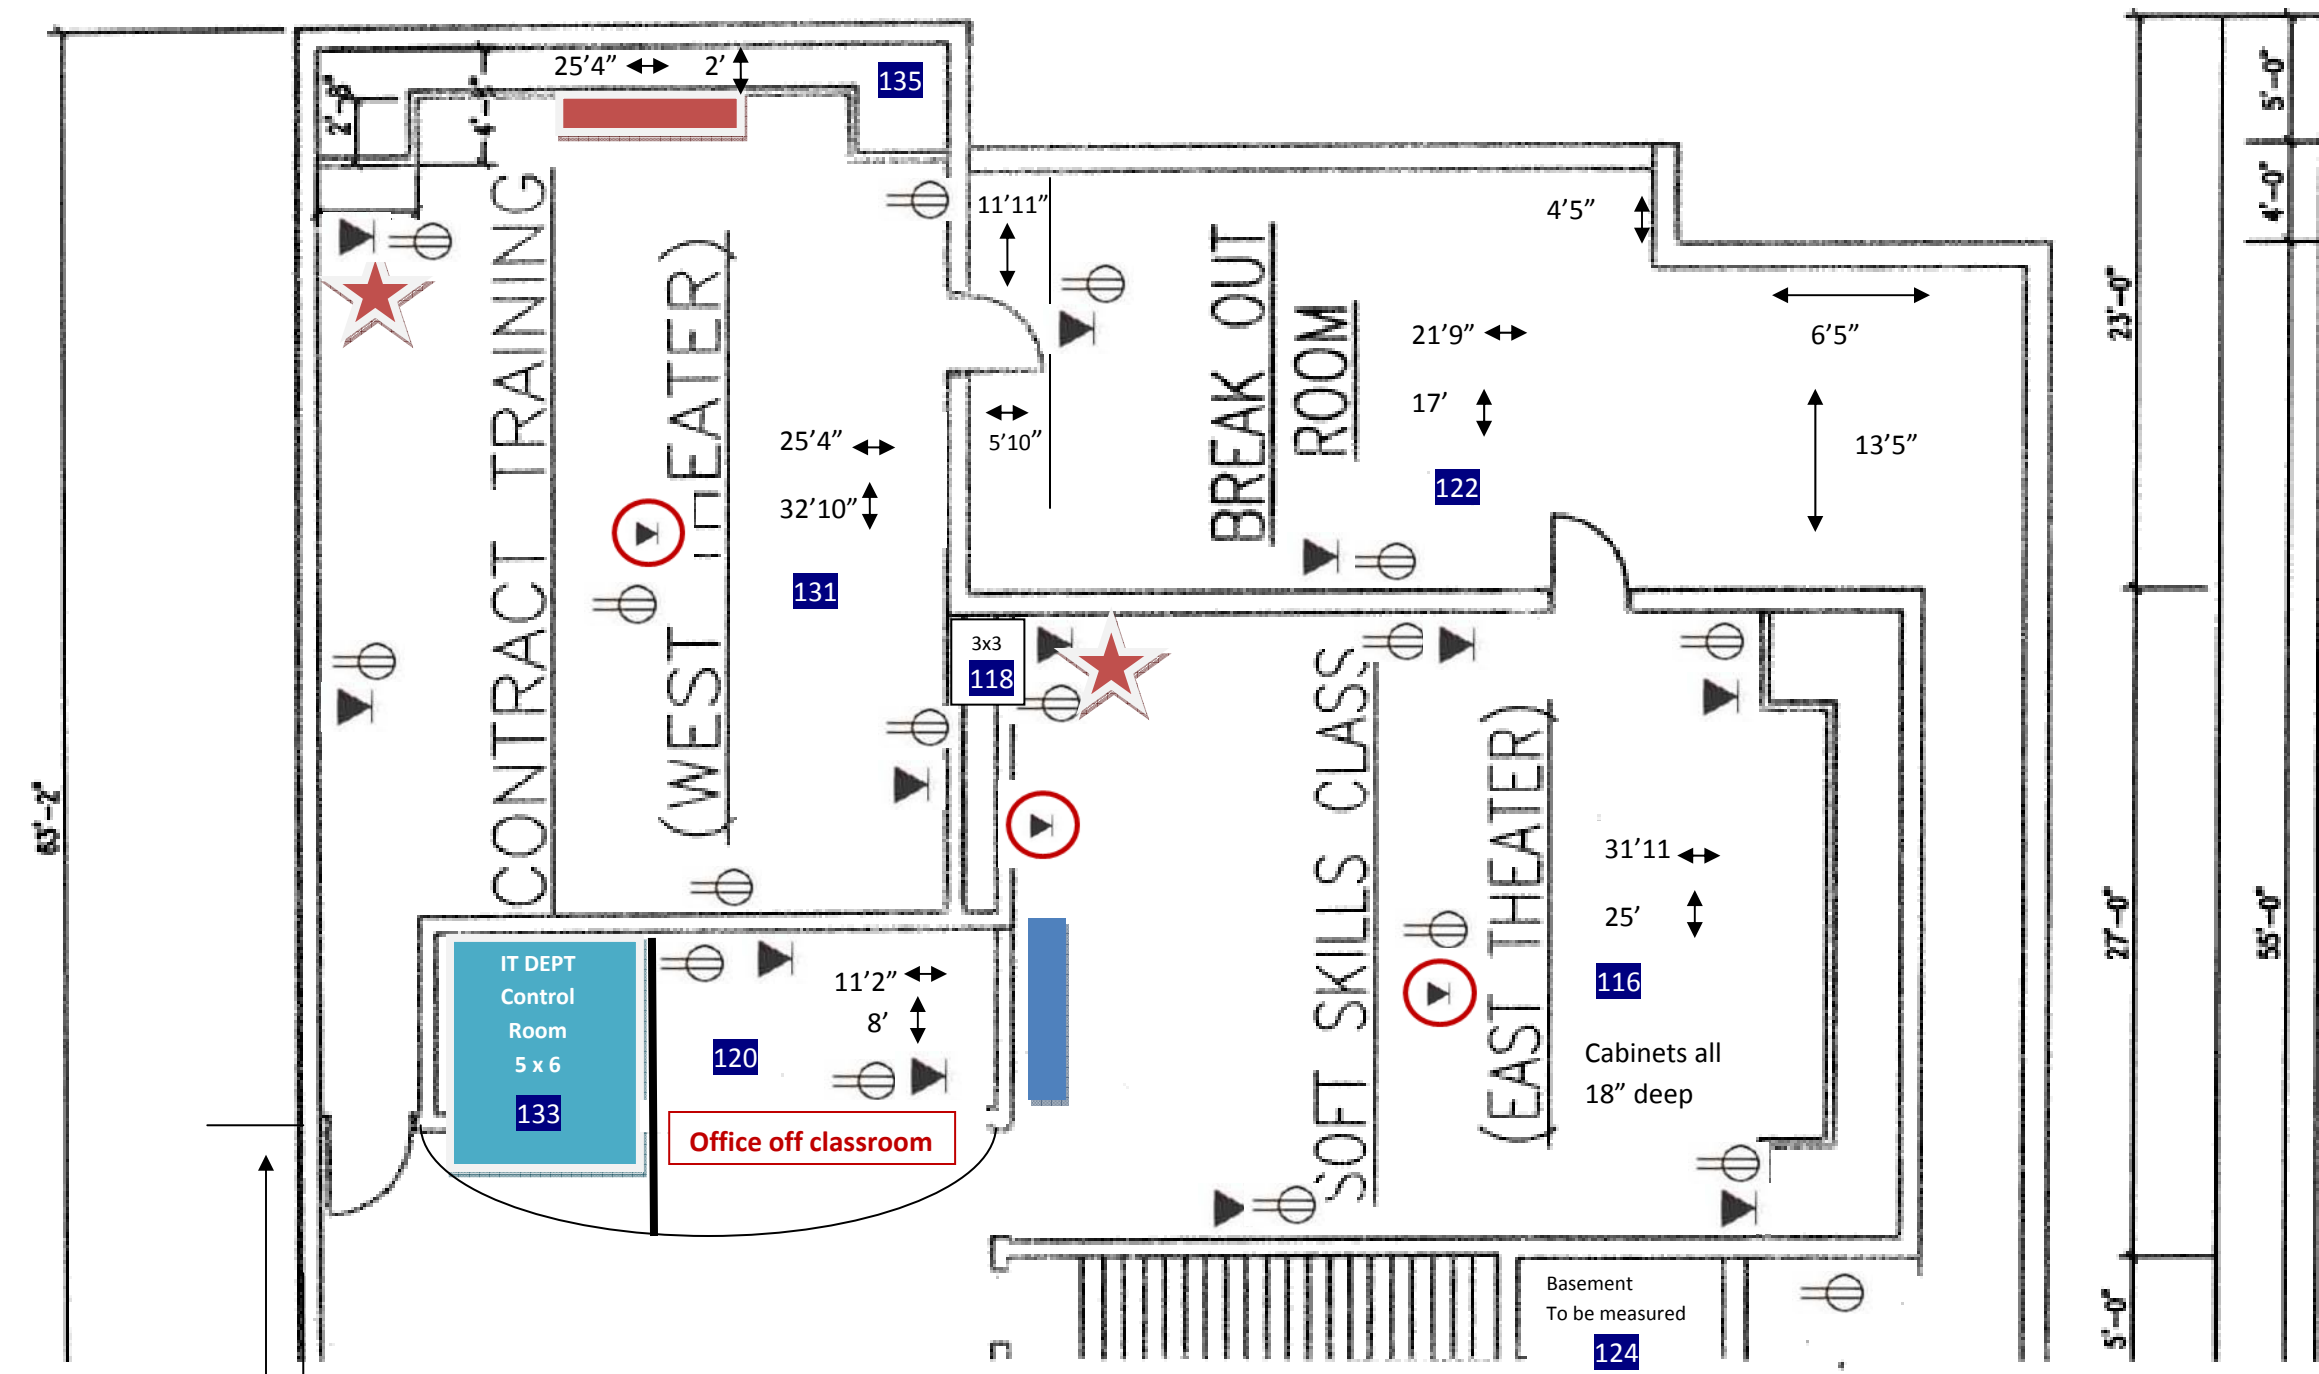 25’4”
2’
135
2'-8"
5'-0"
4'-0"
11’11”
4’5”
CONTRACT TRAINING
(WEST THEATER)
BREAK OUT
ROOM
21’9”
17’
122
6’5”
13’5”
23'-0"
5’10”
25’4”
32’10”
131
3x3
118
63'-2"
SOFT SKILLS CLASS
(EAST THEATER)
31’11
25’
116
Cabinets all
18” deep
27'-0"
55'-0"
IT DEPT
Control
Room
5 x 6
133
11’2”
8’
120
Office off classroom
Basement
To be measured
124
5'-0"